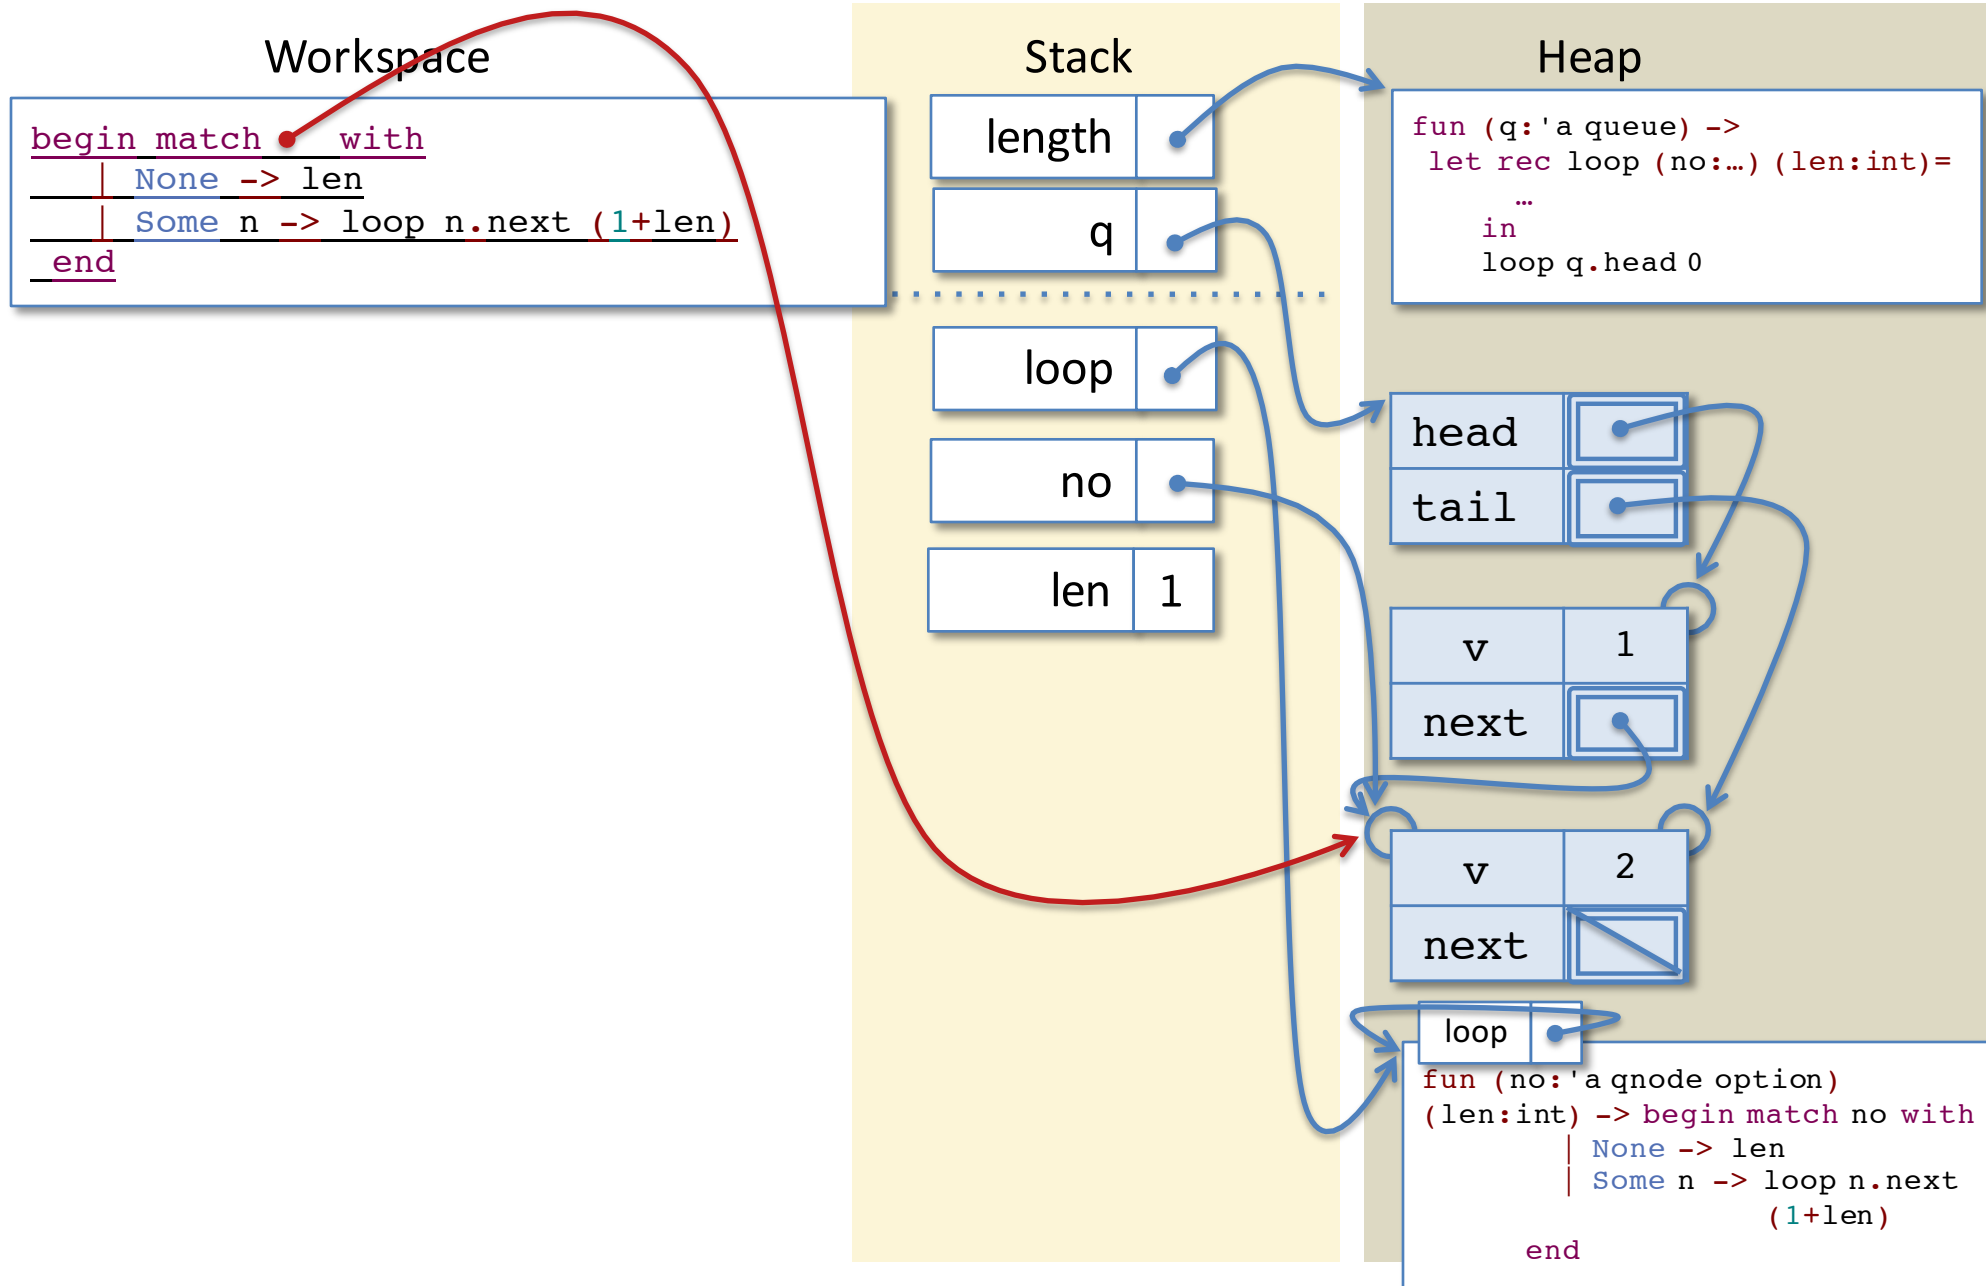 Workspace
begin match with
| None -> len
| Some n -> loop n.next (1+len)
end
Stack
length
q
loop
no
len 1
Heap
fun (q:'a queue) ->
let rec loop (no:…) (len:int)=
…
in
loop q.head 0
head
tail
v 1
next
v 2
next
loop
fun (no:'a qnode option)
(len:int) -> begin match no with
| None -> len
| Some n -> loop n.next
(1+len)
end